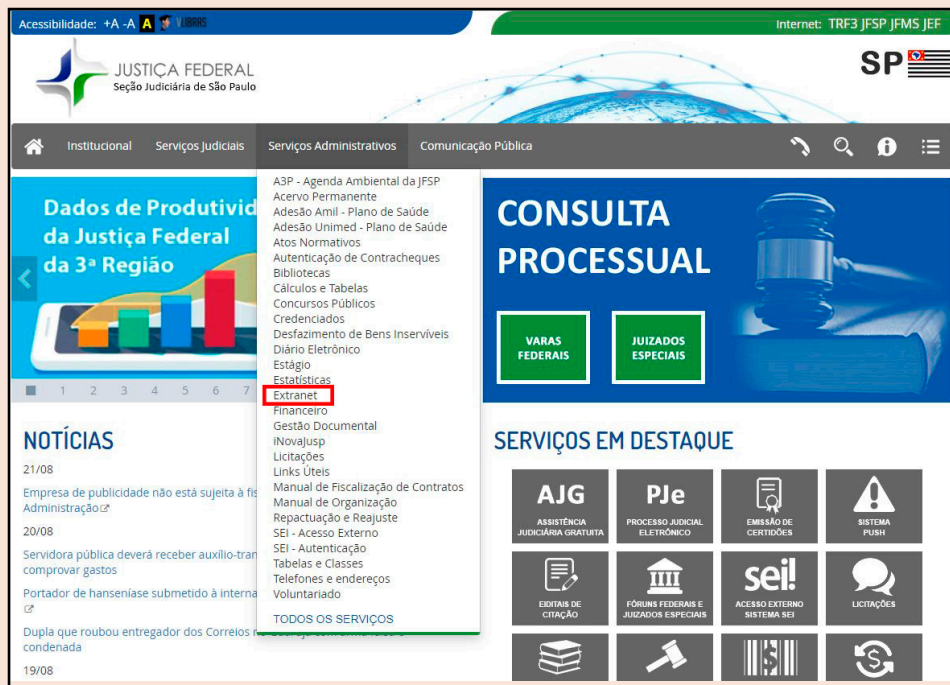 Acessibilidade: +A -A A VLIBRAS
Internet: TRF3 JFSP JFMS JEF
JUSTIÇA FEDERAL
Seção Judiciária de São Paulo
SP
Institucional Serviços Judiciais Serviços Administrativos Comunicação Pública
Dados de Produtivid
da Justiça Federal
da 3ª Região
1 2 3 4 5 6 7
A3P - Agenda Ambiental da JFSP
Acervo Permanente
Adesão Amil - Plano de Saúde
Adesão Unimed - Plano de Saúde
Atos Normativos
Autenticação de Contracheques
Bibliotecas
Cálculos e Tabelas
Concursos Públicos
Credenciados
Desfazimento de Bens Inservíveis
Diário Eletrônico
Estágio
Estatísticas
Extranet
Financeiro
Gestão Documental
iNovaJusp
Licitações
Links Úteis
Manual de Fiscalização de Contratos
Manual de Organização
Repactuação e Reajuste
SEI - Acesso Externo
SEI - Autenticação
Tabelas e Classes
Telefones e endereços
Voluntariado
TODOS OS SERVIÇOS
CONSULTA
PROCESSUAL
VARAS
FEDERAIS
JUIZADOS
ESPECIAIS
NOTÍCIAS
21/08
Empresa de publicidade não está sujeita à fis
Administração
20/08
Servidora pública deverá receber auxílio-tran
comprovar gastos
Portador de hanseníase submetido à interna
Dupla que roubou entregador dos Correios
condenada
19/08
SERVIÇOS EM DESTAQUE
AJG
ASSISTÊNCIA
JUDICIÁRIA GRATUITA
PJe
PROCESSO JUDICIAL
ELETRÔNICO
EMISSÃO DE
CERTIDÕES
SISTEMA
PUSH
EDITAIS DE
CITAÇÃO
FÓRUNS FEDERAIS E
JUIZADOS ESPECIAIS
sei!
ACESSO EXTERNO
SISTEMA SEI
LICITAÇÕES